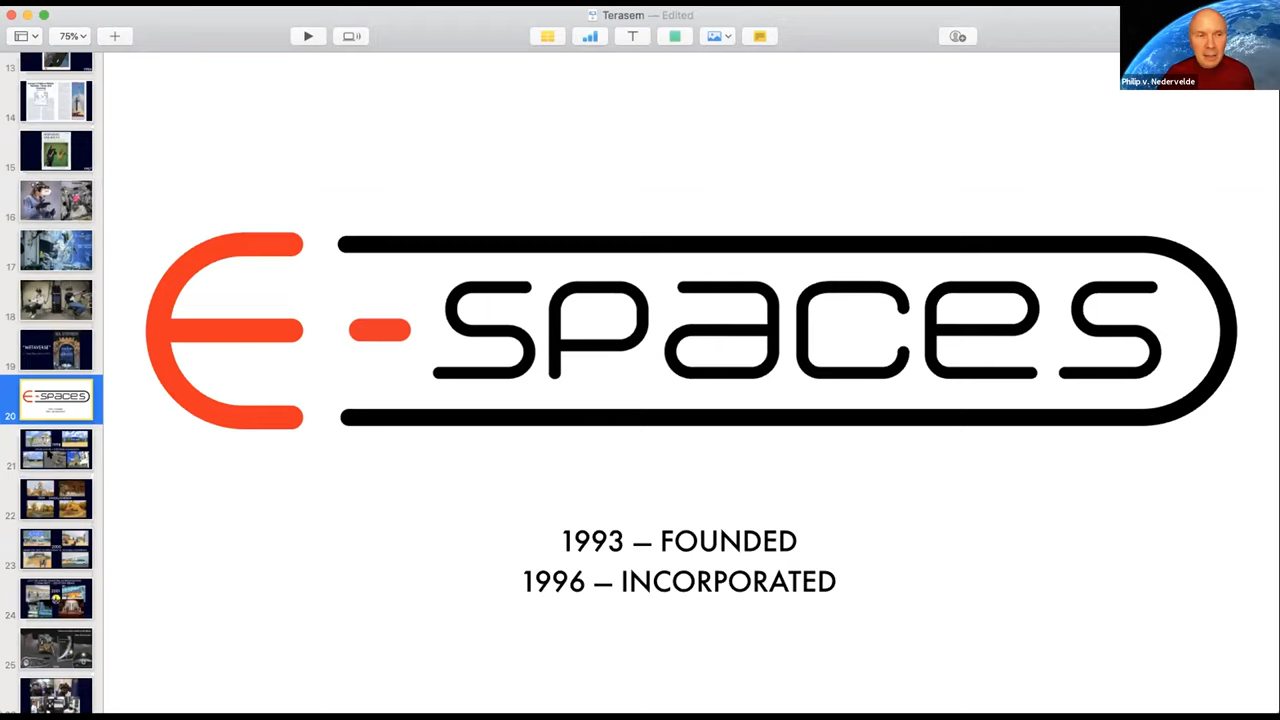 Terasem — Edited
75%
Philip v. Nedervelde
13
14
15
16
17
18
19
"METAVERSE"
20
21
22
23
24
25
E-SPACES
1993 — FOUNDED
1996 — INCORPORATED